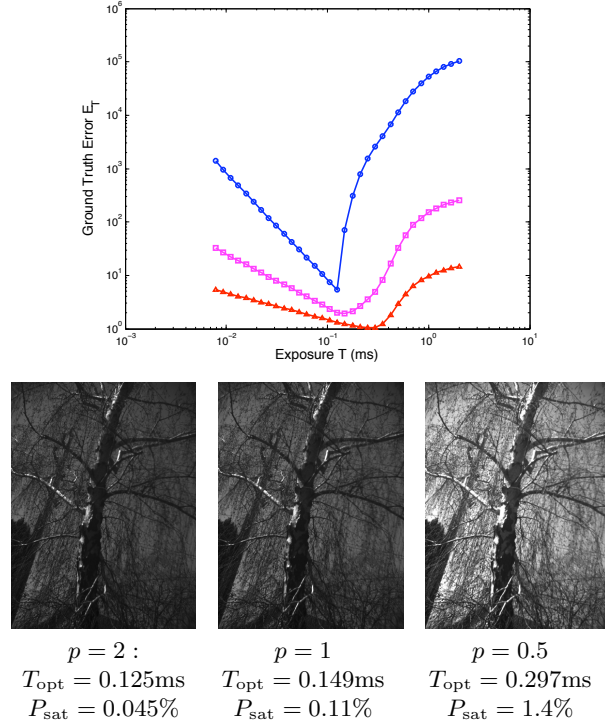 10^6
10^5
10^4
10^3
10^2
10^1
10^0
Ground Truth Error E_T
10^-3 10^-2 10^-1 10^0 10^1
Exposure T (ms)
p = 2 :
T_opt = 0.125ms
P_sat = 0.045%
p = 1
T_opt = 0.149ms
P_sat = 0.11%
p = 0.5
T_opt = 0.297ms
P_sat = 1.4%